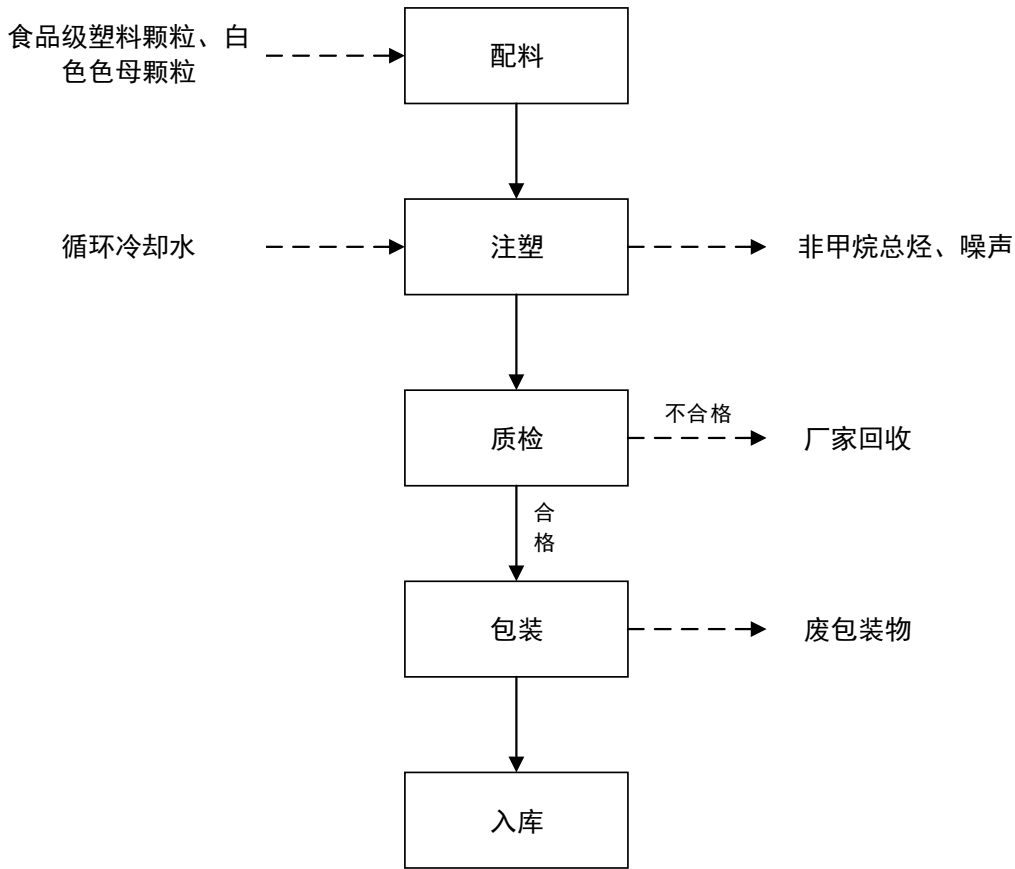 食品级塑料颗粒、白
色色母颗粒
配料
循环冷却水
注塑
非甲烷总烃、噪声
质检
不合格
厂家回收
合
格
包装
废包装物
入库